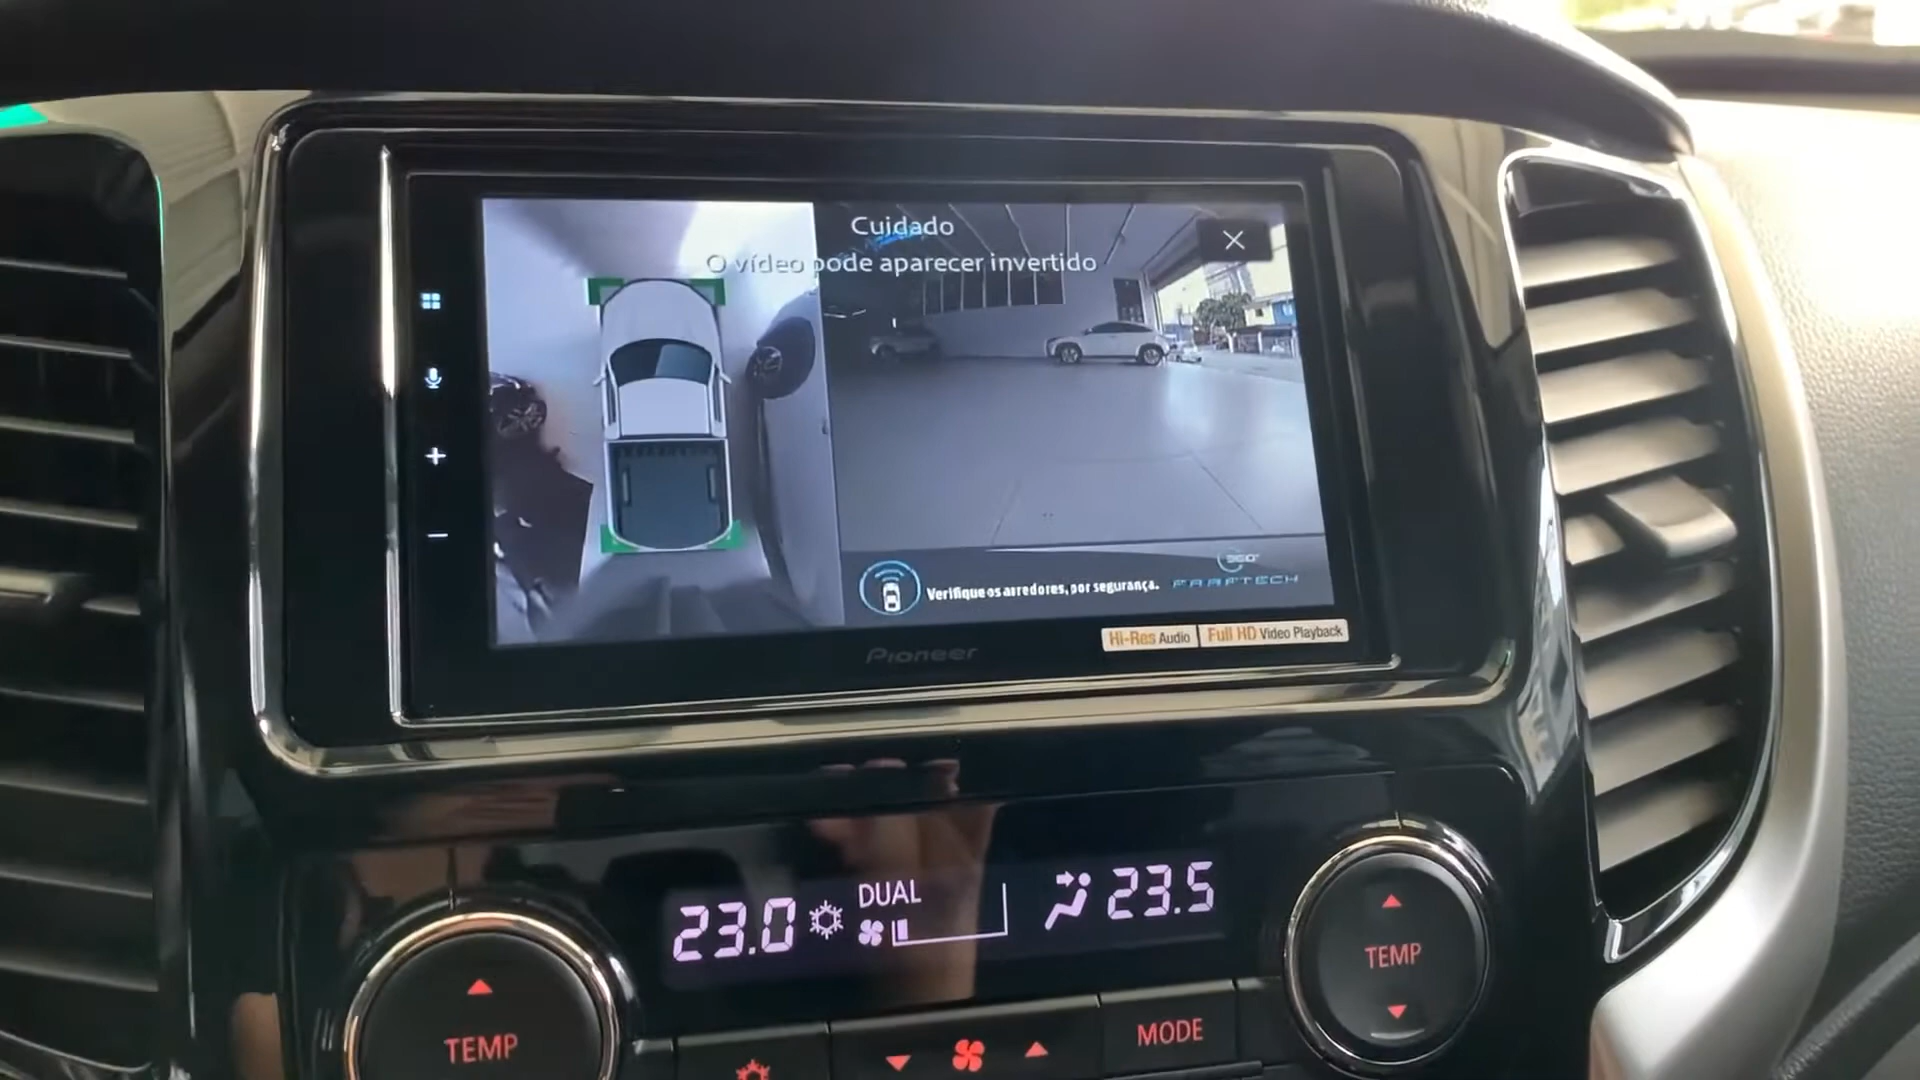 Cuidado
O vídeo pode aparecer invertido
360°
Verifique os arredores, por segurança.
FAAFTECH
Pioneer
Hi-Res Audio
Full HD Video Playback
23.0
DUAL
23.5
TEMP
TEMP
MODE